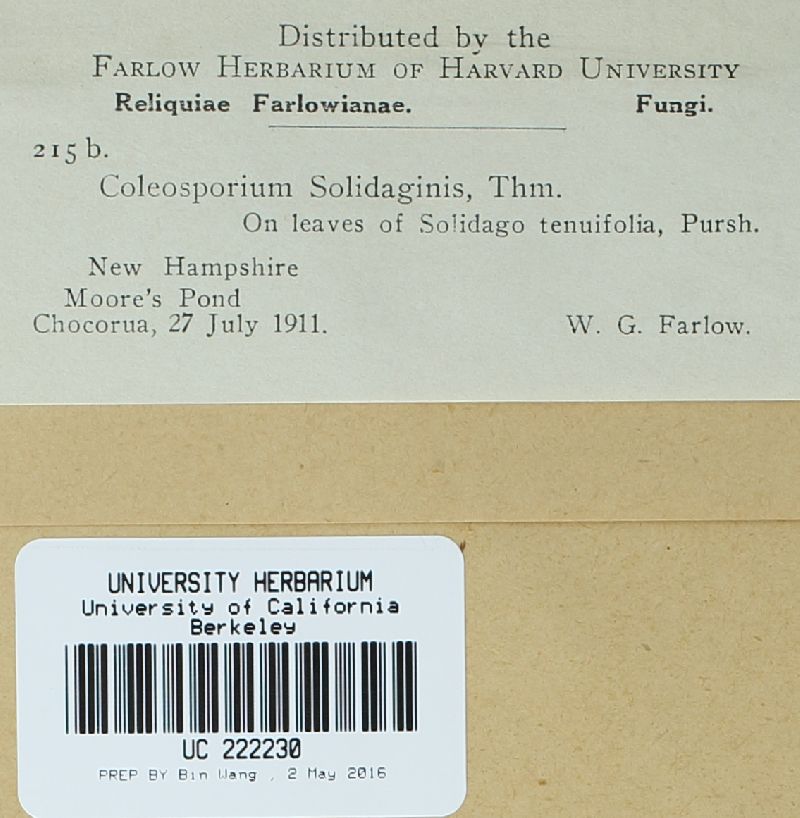 Distributed by the
FARLOW HERBARIUM OF HARVARD UNIVERSITY
Reliquiae Farlowianae. Fungi.
215 b.
Coleosporium Solidaginis, Thm.
On leaves of Solidago tenuifolia, Pursh.
New Hampshire
Moore's Pond
Chocorua, 27 July 1911. W. G. Farlow.
UNIVERSITY HERBARIUM
University of California
Berkeley
UC 222230
PREP BY Bin Wang , 2 May 2016